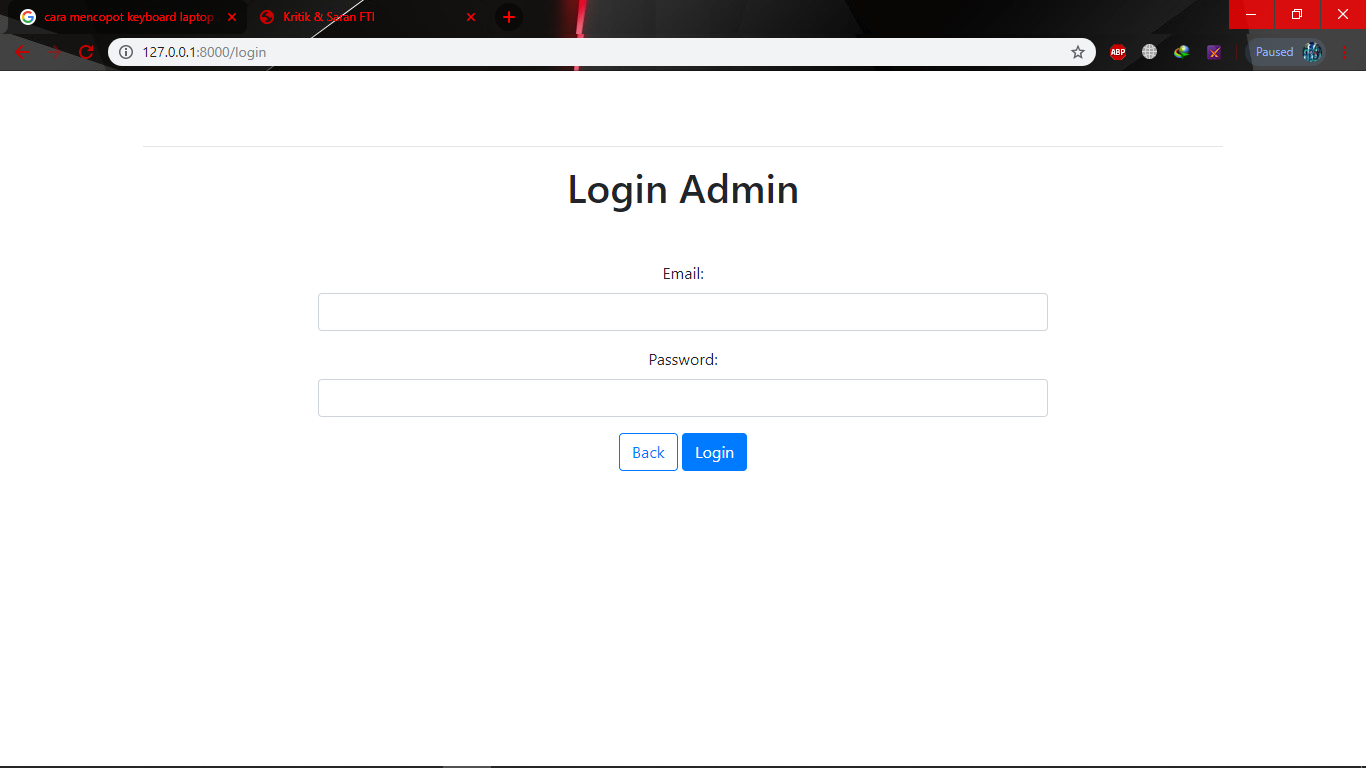 cara mencopot keyboard laptop
Kritik & Saran FTI
127.0.0.1:8000/login
ABP
Paused
Login Admin
Email:
Password:
Back Login